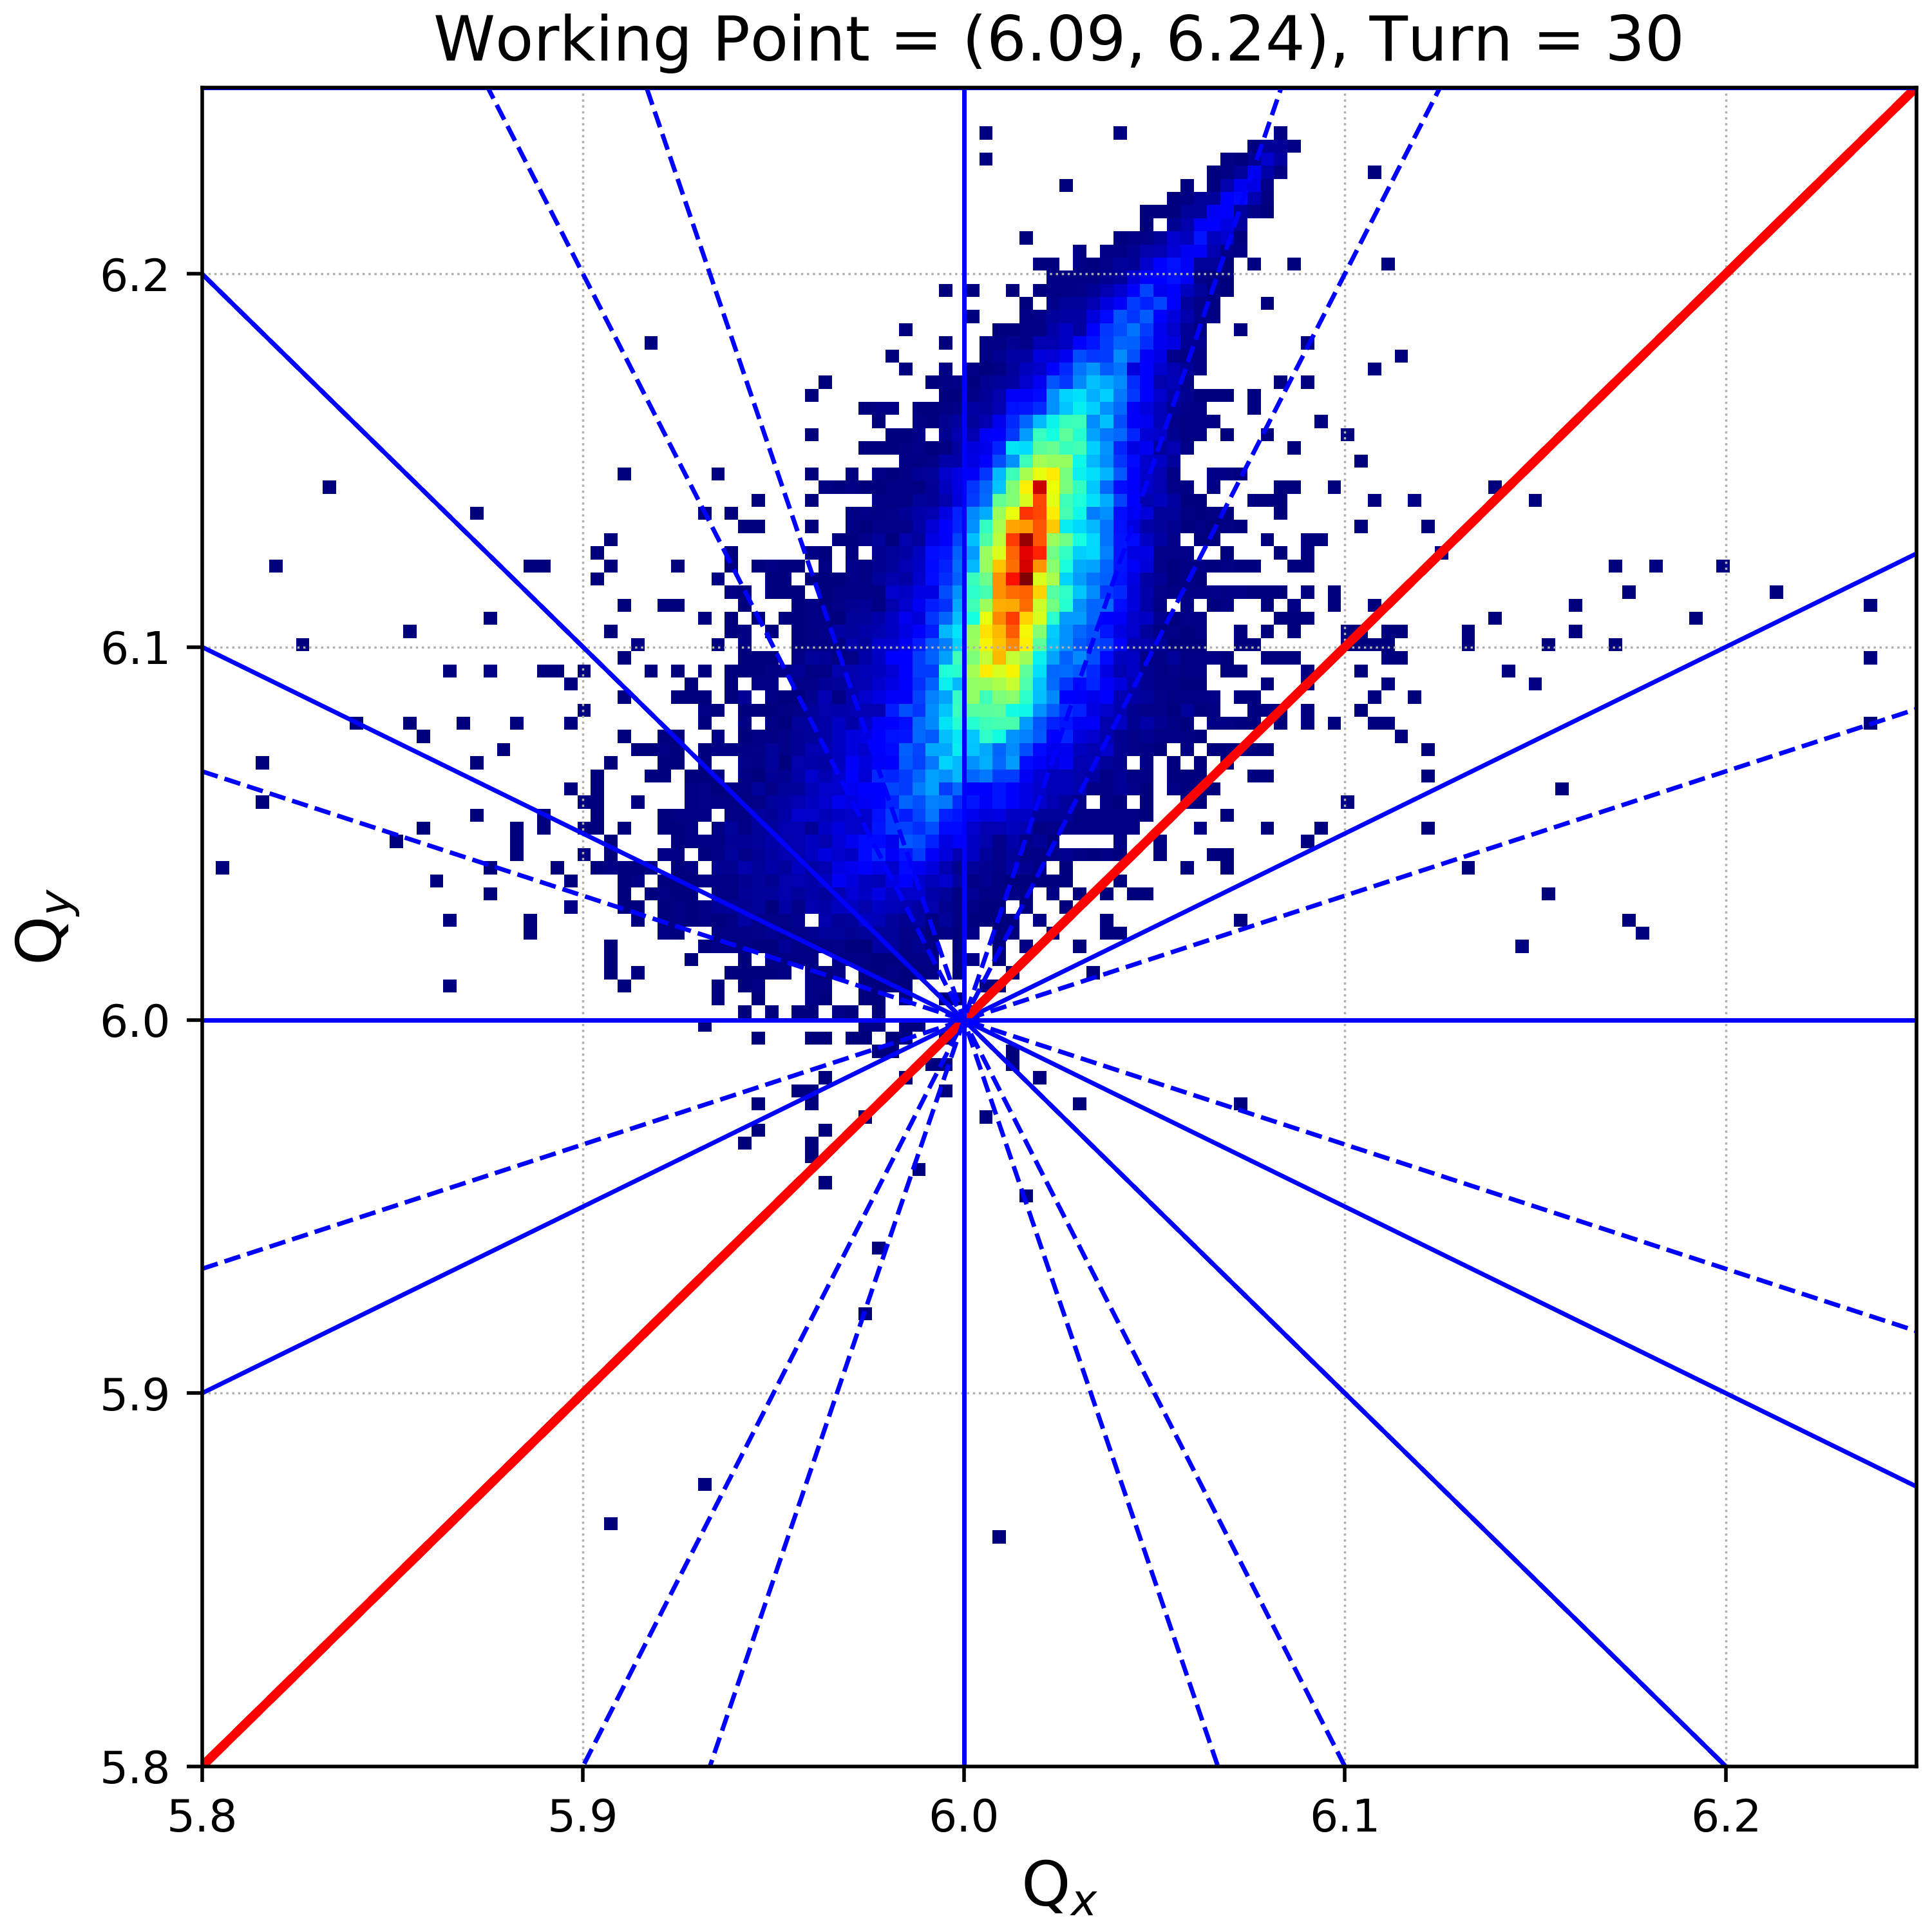 Working Point = (6.09, 6.24), Turn = 30
6.2
6.1
6.0
5.9
5.8
Qy
5.8 5.9 6.0 6.1 6.2
Qx